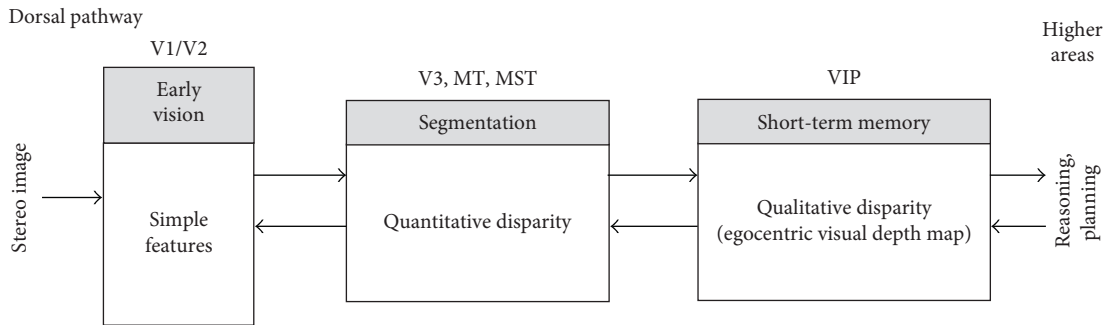 Dorsal pathway
Higher
areas
V1/V2
V3, MT, MST
VIP
Early
vision
Segmentation
Short-term memory
Stereo image
Simple
features
Quantitative disparity
Qualitative disparity
(egocentric visual depth map)
Reasoning,
planning